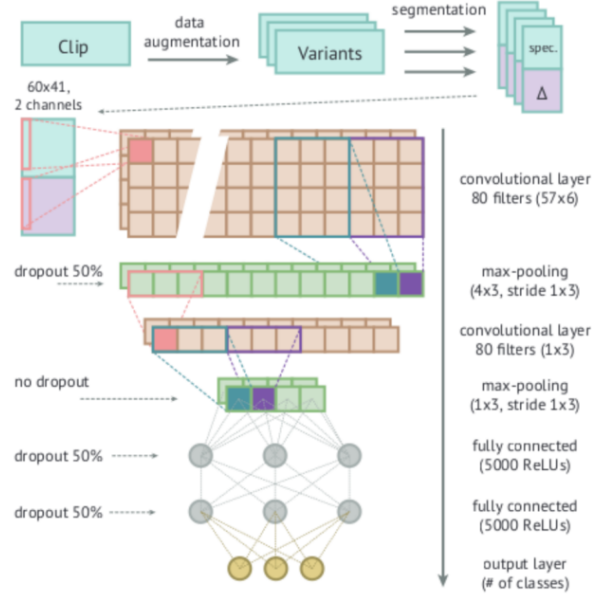 Clip
data
augmentation
Variants
segmentation
spec.
Δ
60x41,
2 channels
convolutional layer
80 filters (57x6)
dropout 50%
max-pooling
(4x3, stride 1x3)
convolutional layer
80 filters (1x3)
no dropout
max-pooling
(1x3, stride 1x3)
dropout 50%
fully connected
(5000 ReLUs)
dropout 50%
fully connected
(5000 ReLUs)
output layer
(# of classes)